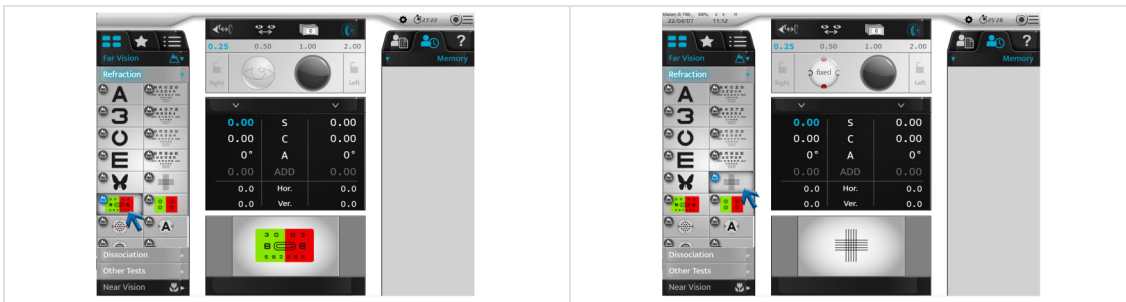 23'22
0.25 0.50 1.00 2.00
Far Vision
Memory
Refraction
Right
Left
A
3
E
0.00 S 0.00
0.00 C 0.00
0° A 0°
0.00 ADD 0.00
0.0 Hor. 0.0
0.0 Ver. 0.0
A
Dissociation
Other Tests
Near Vision
?
22/04/07 11:12
25'28
0.25 0.50 1.00 2.00
Far Vision
Memory
Refraction
fixed
Right
Left
A
3
E
0.00 S 0.00
0.00 C 0.00
0° A 0°
0.00 ADD 0.00
0.0 Hor. 0.0
0.0 Ver. 0.0
A
Dissociation
Other Tests
Near Vision
?